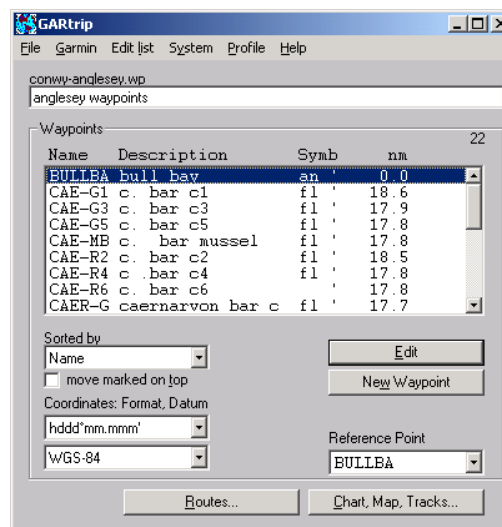 GARtrip
File Garmin Edit list System Profile Help
conwy-anglesey.wp
anglesey waypoints
Waypoints
22
Name Description Symb nm
BULLBA bull bay an ' 0.0
CAE-G1 c. bar c1 fl ' 18.6
CAE-G3 c. bar c3 fl ' 17.9
CAE-G5 c. bar c5 fl ' 17.8
CAE-MB c. bar mussel fl ' 17.8
CAE-R2 c. bar c2 fl ' 18.5
CAE-R4 c .bar c4 fl ' 17.8
CAE-R6 c. bar c6 ' 17.8
CAER-G caernarvon bar c fl ' 17.7
Sorted by
Name
Edit
move marked on top
New Waypoint
Coordinates: Format, Datum
hddd°mm.mmm'
Reference Point
WGS-84
BULLBA
Routes...
Chart, Map, Tracks...